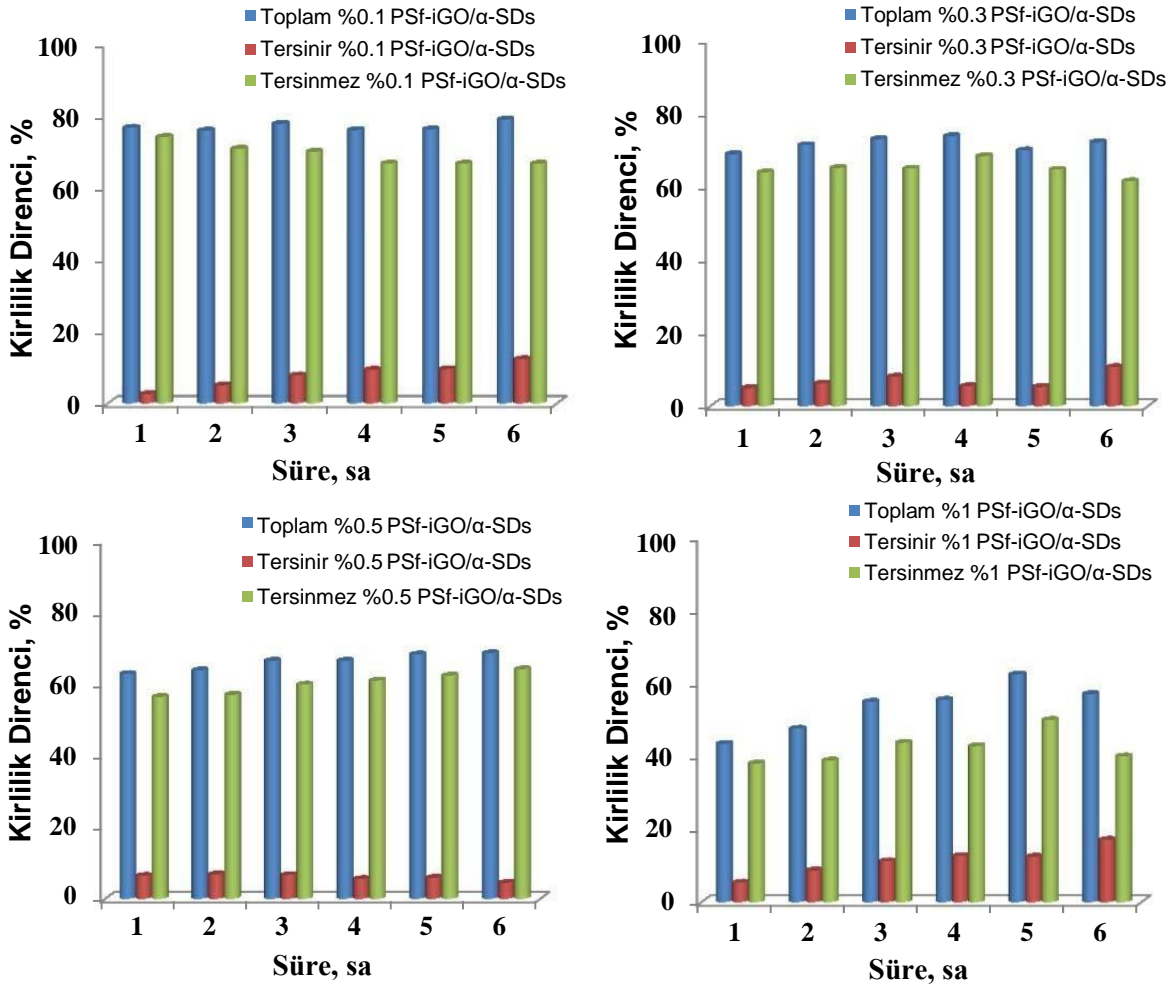 Toplam %0.1 PSf-iGO/α-SDs
Tersinir %0.1 PSf-iGO/α-SDs
Tersinmez %0.1 PSf-iGO/α-SDs
Kirlilik Direnci, %
100
80
60
40
20
0
1 2 3 4 5 6
Süre, sa
Toplam %0.3 PSf-iGO/α-SDs
Tersinir %0.3 PSf-iGO/α-SDs
Tersinmez %0.3 PSf-iGO/α-SDs
Kirlilik Direnci, %
100
80
60
40
20
0
1 2 3 4 5 6
Süre, sa
Toplam %0.5 PSf-iGO/α-SDs
Tersinir %0.5 PSf-iGO/α-SDs
Tersinmez %0.5 PSf-iGO/α-SDs
Kirlilik Direnci, %
100
80
60
40
20
0
1 2 3 4 5 6
Süre, sa
Toplam %1 PSf-iGO/α-SDs
Tersinir %1 PSf-iGO/α-SDs
Tersinmez %1 PSf-iGO/α-SDs
Kirlilik Direnci, %
100
80
60
40
20
0
1 2 3 4 5 6
Süre, sa